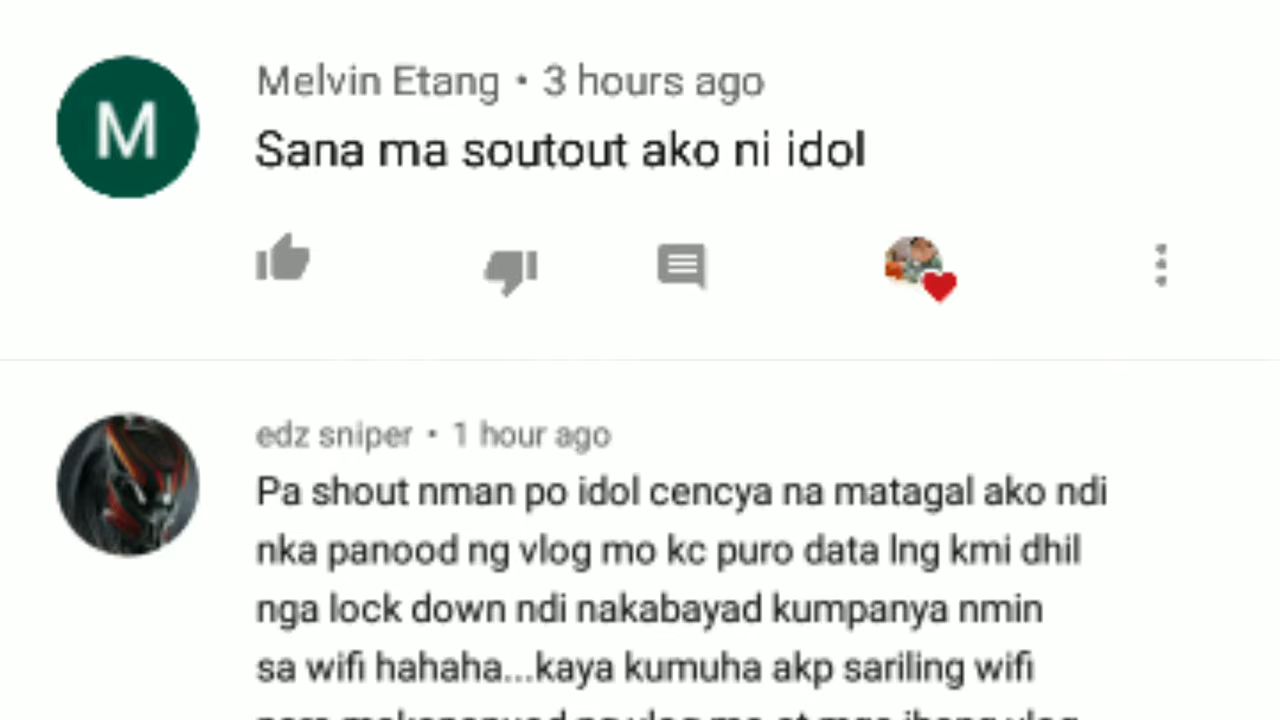 M
Melvin Etang • 3 hours ago
Sana ma soutout ako ni idol
edz sniper • 1 hour ago
Pa shout nman po idol cencya na matagal ako ndi
nka panood ng vlog mo kc puro data lng kmi dhil
nga lock down ndi nakabayad kumpanya nmin
sa wifi hahaha...kaya kumuha akp sariling wifi